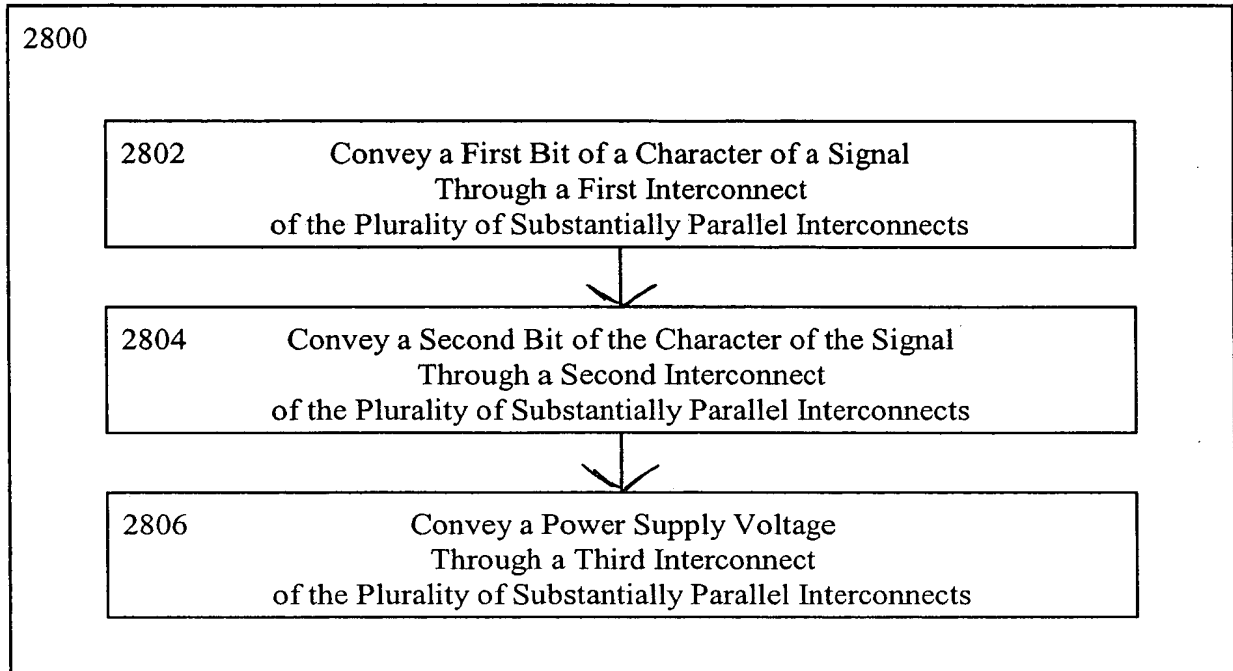 2800
2802 Convey a First Bit of a Character of a Signal
Through a First Interconnect
of the Plurality of Substantially Parallel Interconnects
2804 Convey a Second Bit of the Character of the Signal
Through a Second Interconnect
of the Plurality of Substantially Parallel Interconnects
2806 Convey a Power Supply Voltage
Through a Third Interconnect
of the Plurality of Substantially Parallel Interconnects